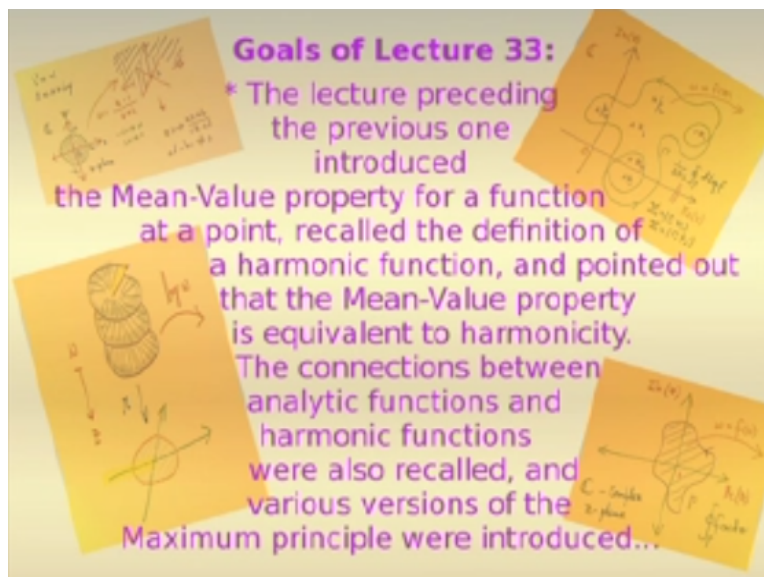 Goals of Lecture 33:
* The lecture preceding
the previous one
introduced
the Mean-Value property for a function
at a point, recalled the definition of
a harmonic function, and pointed out
that the Mean-Value property
is equivalent to harmonicity.
The connections between
analytic functions and
harmonic functions
were also recalled, and
various versions of the
Maximum principle were introduced...